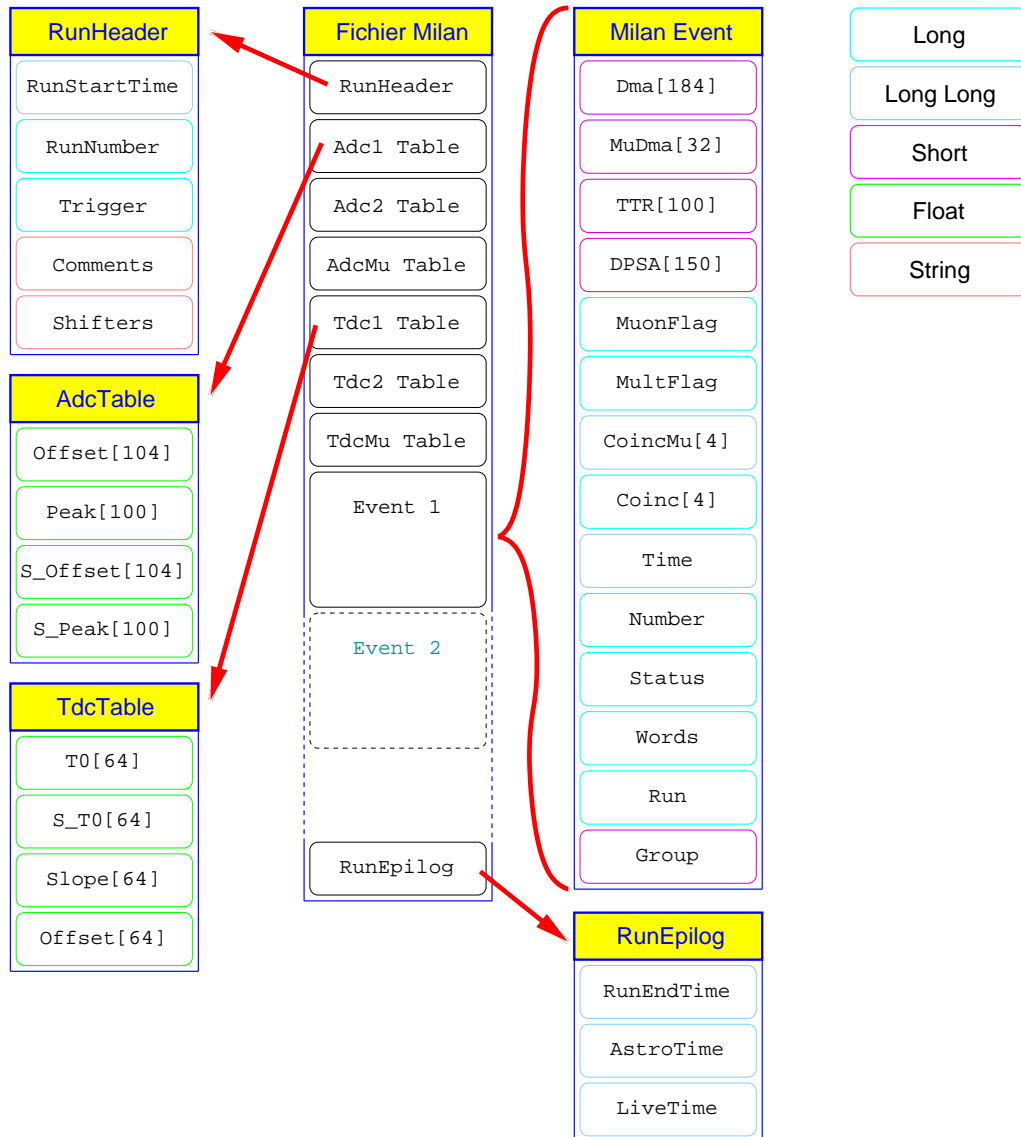 RunHeader
RunStartTime
RunNumber
Trigger
Comments
Shifters
AdcTable
Offset[104]
Peak[100]
S_Offset[104]
S_Peak[100]
TdcTable
T0[64]
S_T0[64]
Slope[64]
Offset[64]
Fichier Milan
RunHeader
Adc1 Table
Adc2 Table
AdcMu Table
Tdc1 Table
Tdc2 Table
TdcMu Table
Event 1
Event 2
RunEpilog
Milan Event
Dma[184]
MuDma[32]
TTR[100]
DPSA[150]
MuonFlag
MultFlag
CoincMu[4]
Coinc[4]
Time
Number
Status
Words
Run
Group
RunEpilog
RunEndTime
AstroTime
LiveTime
Long
Long Long
Short
Float
String